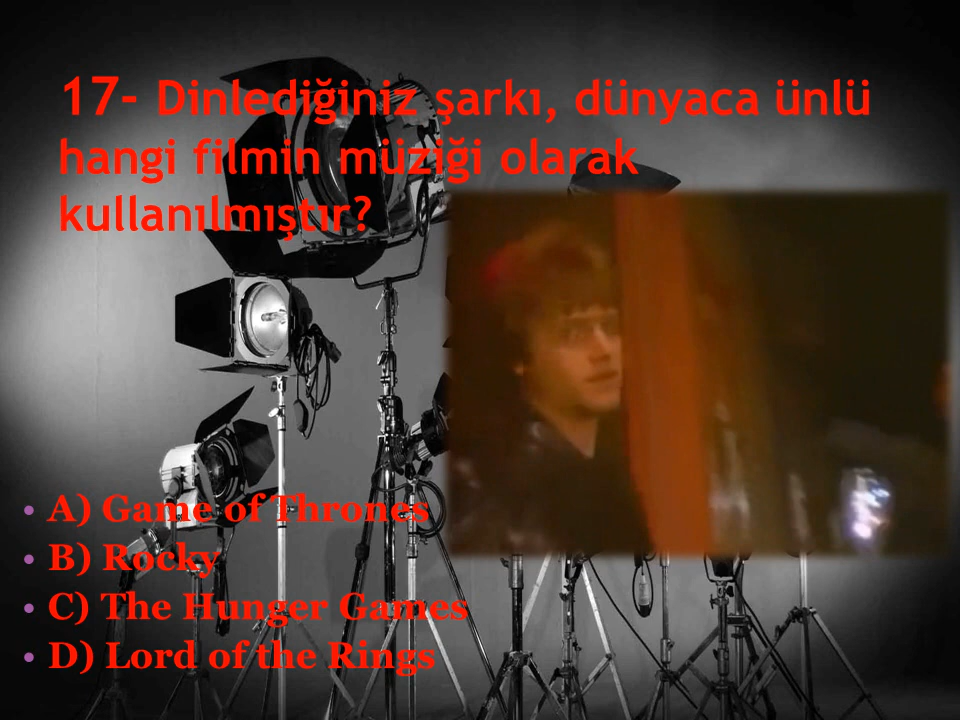 17- Dinlediğiniz şarkı, dünyaca ünlü
hangi filmin müziği olarak
kullanılmıştır?
• A) Game of Thrones
• B) Rocky
• C) The Hunger Games
• D) Lord of the Rings